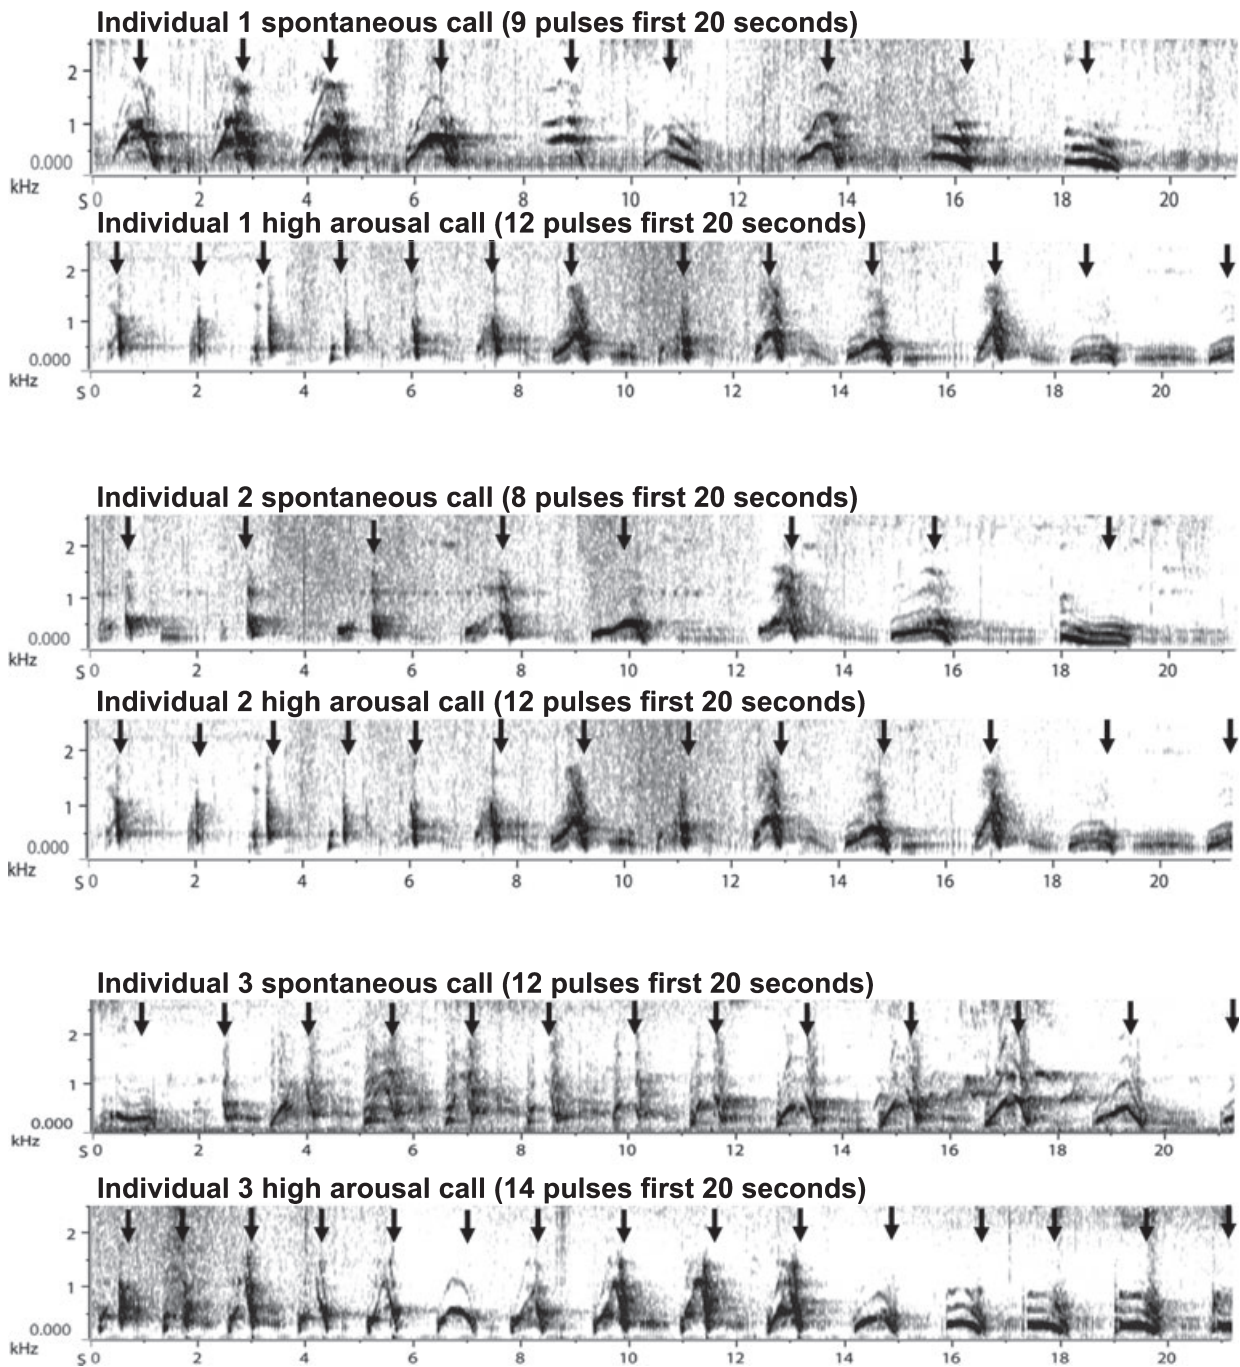 Individual 1 spontaneous call (9 pulses first 20 seconds)
2
1
0.000
kHz
S 0 2 4 6 8 10 12 14 16 18 20
Individual 1 high arousal call (12 pulses first 20 seconds)
2
1
0.000
kHz
S 0 2 4 6 8 10 12 14 16 18 20
Individual 2 spontaneous call (8 pulses first 20 seconds)
2
1
0.000
kHz
S 0 2 4 6 8 10 12 14 16 18 20
Individual 2 high arousal call (12 pulses first 20 seconds)
2
1
0.000
kHz
S 0 2 4 6 8 10 12 14 16 18 20
Individual 3 spontaneous call (12 pulses first 20 seconds)
2
1
0.000
kHz
S 0 2 4 6 8 10 12 14 16 18 20
Individual 3 high arousal call (14 pulses first 20 seconds)
2
1
0.000
kHz
S 0 2 4 6 8 10 12 14 16 18 20